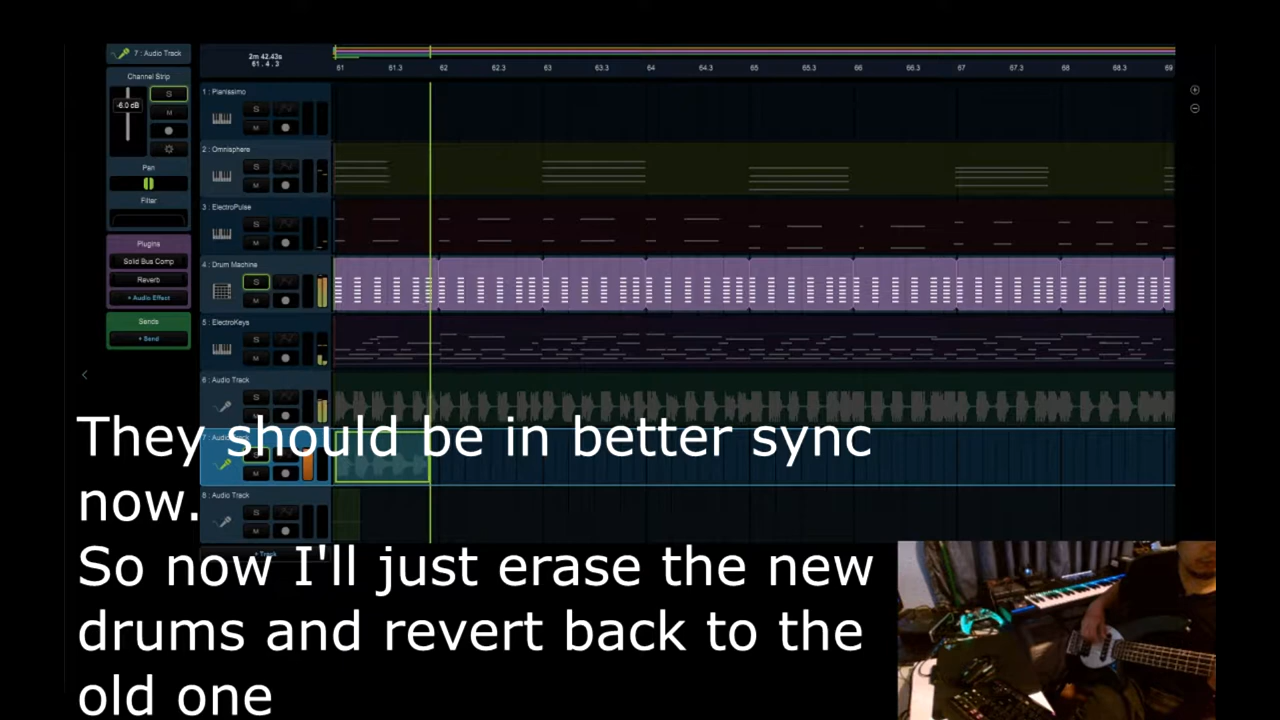 7 : Audio Track
Channel Strip
S
-6.0 dB
M
Pan
Filter
Plugins
Solid Bus Comp
Reverb
+ Audio Effect
Sends
+ Send
2m 42.43s
61 . 4 . 3
61 61.3 62 62.3 63 63.3 64 64.3 65 65.3 66 66.3 67 67.3 68 68.3 69
1 : Pianissimo
S
M
2 : Omnisphere
S
M
3 : ElectroPulse
S
M
4 : Drum Machine
S
M
5 : ElectroKeys
S
M
6 : Audio Track
S
M
7 : Audio Track
S
M
8 : Audio Track
S
M
+ Track
They should be in better sync
now.
So now I'll just erase the new
drums and revert back to the
old one